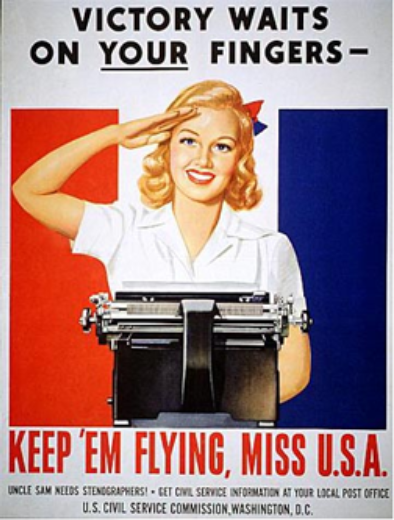 VICTORY WAITS
ON YOUR FINGERS—
KEEP 'EM FLYING, MISS U.S.A.
UNCLE SAM NEEDS STENOGRAPHERS! • GET CIVIL SERVICE INFORMATION AT YOUR LOCAL POST OFFICE
U.S. CIVIL SERVICE COMMISSION, WASHINGTON, D.C.